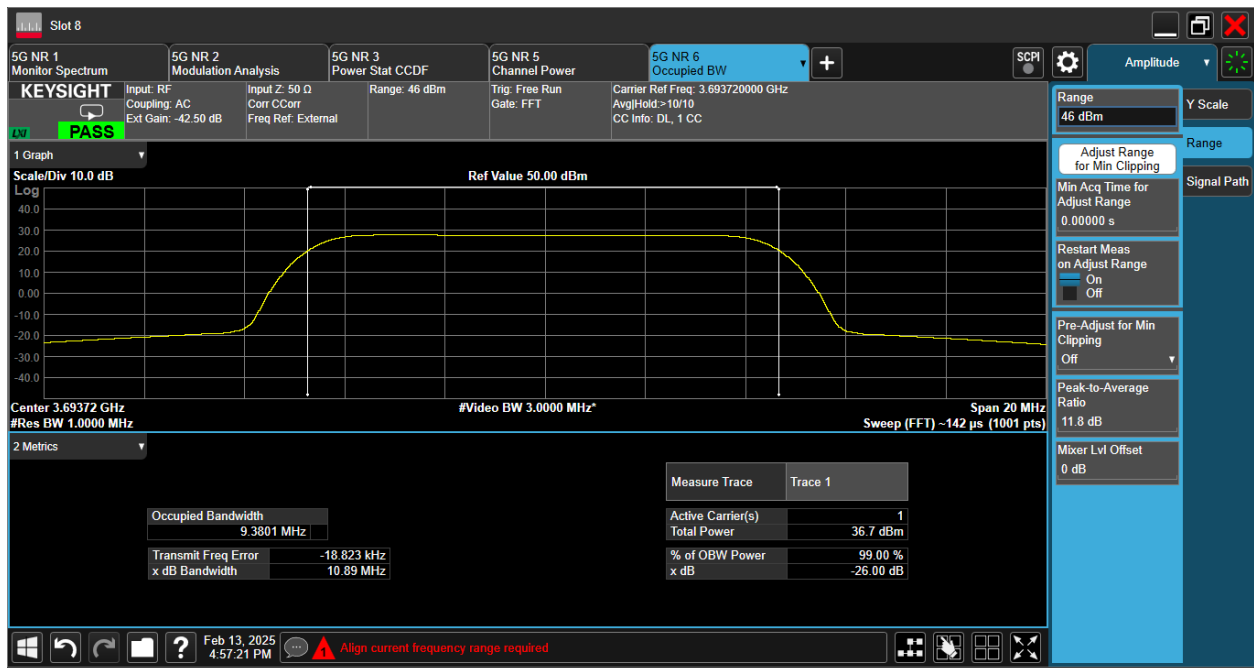 Slot 8
5G NR 1
Monitor Spectrum
5G NR 2
Modulation Analysis
5G NR 3
Power Stat CCDF
5G NR 5
Channel Power
5G NR 6
Occupied BW
SCPI
Amplitude
KEYSIGHT
LXI
PASS
Input: RF
Coupling: AC
Ext Gain: -42.50 dB
Input Z: 50 Ω
Corr CCorr
Freq Ref: External
Range: 46 dBm
Trig: Free Run
Gate: FFT
Carrier Ref Freq: 3.693720000 GHz
Avg|Hold:>10/10
CC Info: DL, 1 CC
1 Graph
Scale/Div 10.0 dB
Ref Value 50.00 dBm
Log
40.0
30.0
20.0
10.0
0.00
-10.0
-20.0
-30.0
-40.0
Center 3.69372 GHz
#Video BW 3.0000 MHz*
Span 20 MHz
#Res BW 1.0000 MHz
Sweep (FFT) ~142 µs (1001 pts)
2 Metrics
Measure Trace Trace 1
Occupied Bandwidth
9.3801 MHz
Transmit Freq Error -18.823 kHz
x dB Bandwidth 10.89 MHz
Active Carrier(s) 1
Total Power 36.7 dBm
% of OBW Power 99.00 %
x dB -26.00 dB
Range
46 dBm
Adjust Range
for Min Clipping
Min Acq Time for
Adjust Range
0.00000 s
Restart Meas
on Adjust Range
On
Off
Pre-Adjust for Min
Clipping
Off
Peak-to-Average
Ratio
11.8 dB
Mixer Lvl Offset
0 dB
Y Scale
Range
Signal Path
?
Feb 13, 2025
4:57:21 PM
1
Align current frequency range required